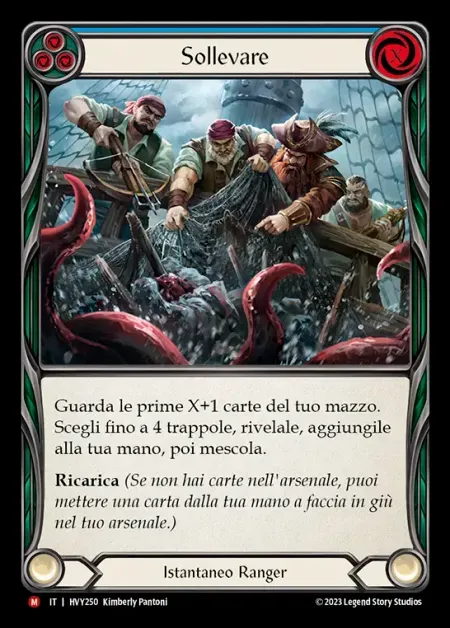 Sollevare
X
Guarda le prime X+1 carte del tuo mazzo.
Scegli fino a 4 trappole, rivelale, aggiungile
alla tua mano, poi mescola.
Ricarica (Se non hai carte nell'arsenale, puoi
mettere una carta dalla tua mano a faccia in giù
nel tuo arsenale.)
Istantaneo Ranger
M IT | HVY250 Kimberly Pantoni
© 2023 Legend Story Studios